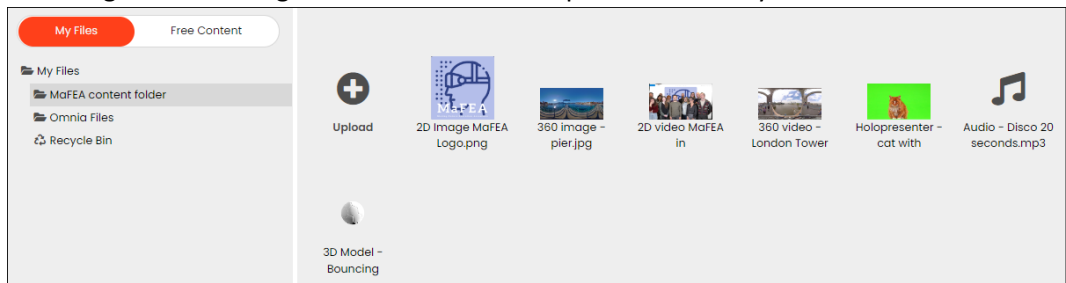 My Files
Free Content
My Files
MaFEA content folder
Omnia Files
Recycle Bin
Upload
MaFEA
2D Image MaFEA
Logo.png
360 image -
pier.jpg
2D video MaFEA
in
360 video -
London Tower
Holopresenter -
cat with
Audio - Disco 20
seconds.mp3
3D Model -
Bouncing